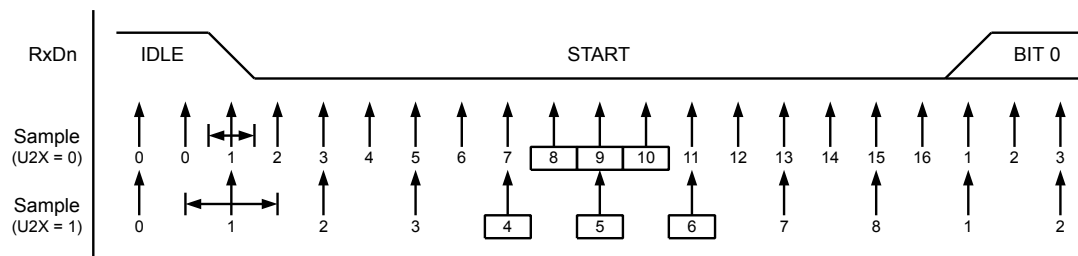 RxDn IDLE START BIT 0
Sample
(U2X = 0) 0 0 1 2 3 4 5 6 7 8 9 10 11 12 13 14 15 16 1 2 3
Sample
(U2X = 1) 0 1 2 3 4 5 6 7 8 1 2